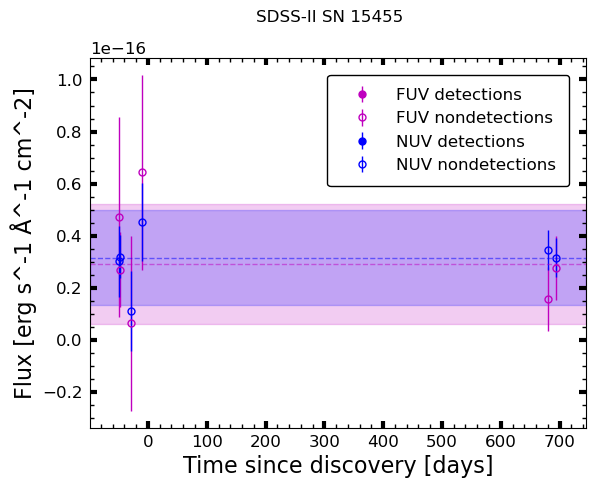 SDSS-II SN 15455
1e−16
Flux [erg s^-1 Å^-1 cm^-2]
1.0
0.8
0.6
0.4
0.2
0.0
−0.2
FUV detections
FUV nondetections
NUV detections
NUV nondetections
0 100 200 300 400 500 600 700
Time since discovery [days]